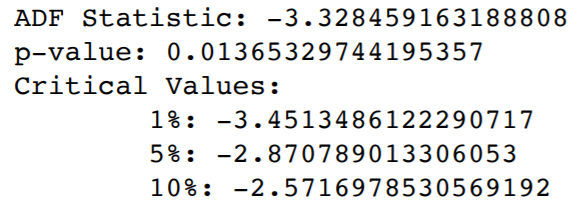 ADF Statistic: -3.328459163188808
p-value: 0.01365329744195357
Critical Values:
1%: -3.4513486122290717
5%: -2.870789013306053
10%: -2.5716978530569192